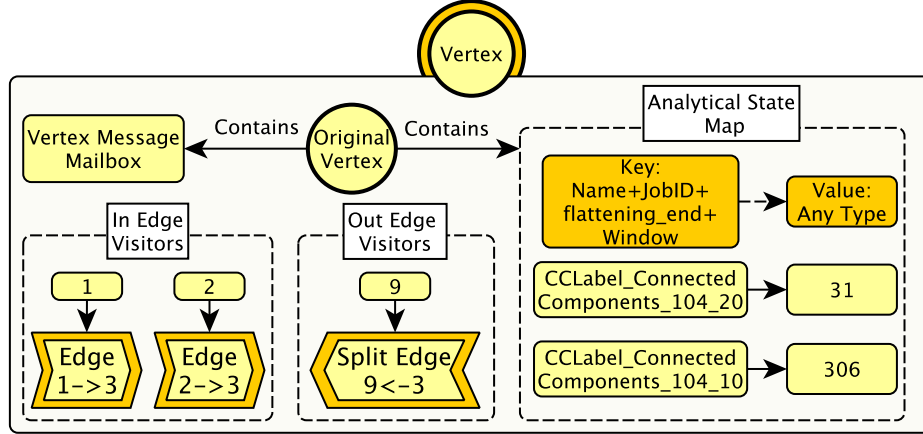 Vertex
Vertex Message
Mailbox
Contains
Original
Vertex
Contains
Analytical State
Map
Key:
Name+JobID+
flattening_end+
Window
Value:
Any Type
CCLabel_Connected
Components_104_20
31
CCLabel_Connected
Components_104_10
306
In Edge
Visitors
1
2
Edge
1->3
Edge
2->3
Out Edge
Visitors
9
Split Edge
9<-3